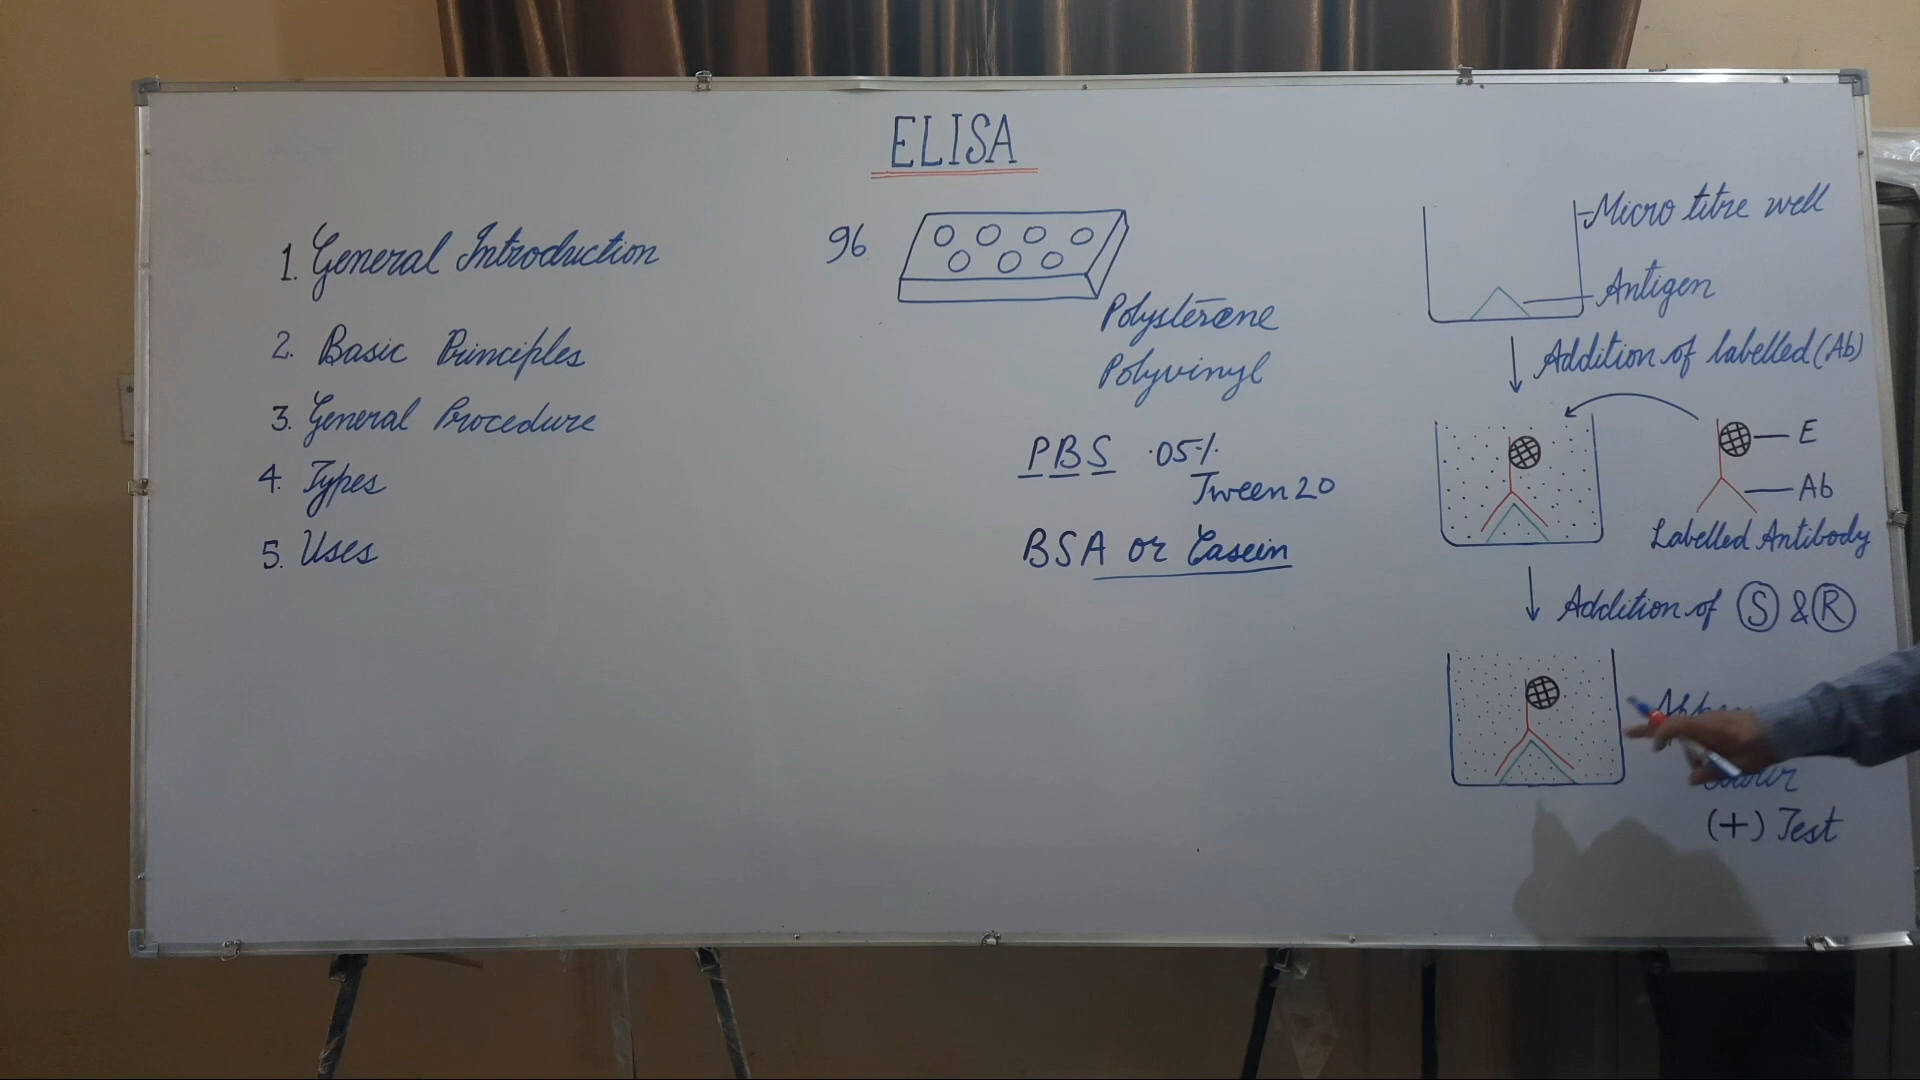 ELISA
1. General Introduction
2. Basic Principles
3. General Procedure
4. Types
5. Uses
96
Polysterene
Polyvinyl
PBS .05%
Tween 20
BSA or Casein
Micro titre well
Antigen
Addition of labelled (Ab)
E
Ab
Labelled Antibody
Addition of S & R
(+) Test